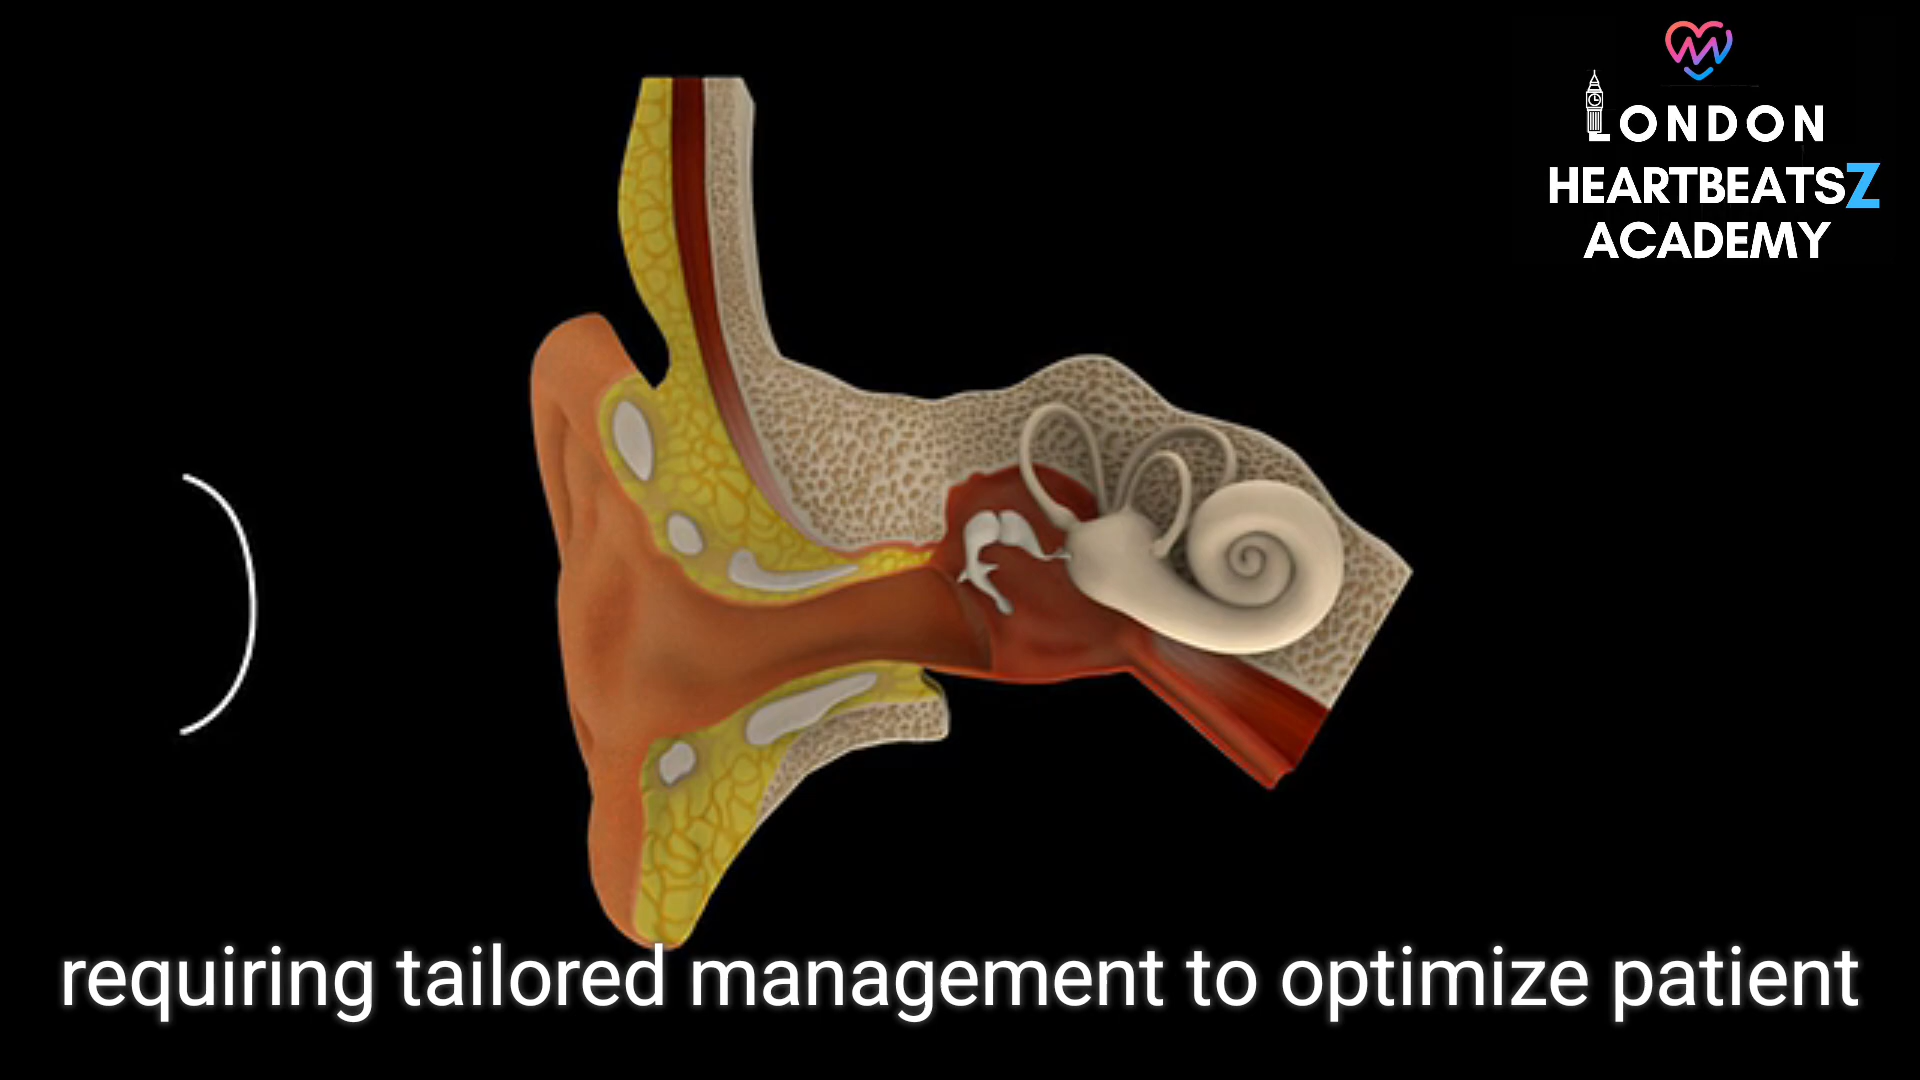 LONDON
HEARTBEATSZ
ACADEMY
requiring tailored management to optimize patient